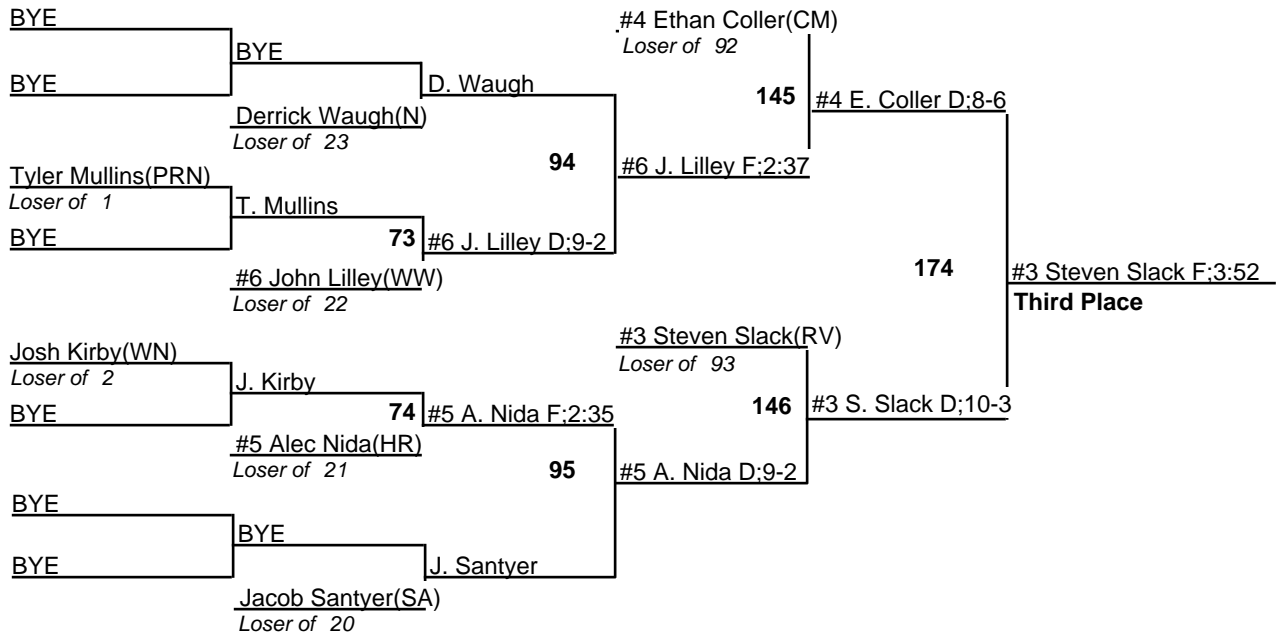 BYE
BYE
BYE
D. Waugh
Derrick Waugh(N)
Loser of 23
Tyler Mullins(PRN)
Loser of 1
T. Mullins
BYE
73
#6 J. Lilley D;9-2
#6 John Lilley(WW)
Loser of 22
94
#6 J. Lilley F;2:37
#4 Ethan Coller(CM)
Loser of 92
145
#4 E. Coller D;8-6
Josh Kirby(WN)
Loser of 2
J. Kirby
BYE
74
#5 A. Nida F;2:35
#5 Alec Nida(HR)
Loser of 21
95
#5 A. Nida D;9-2
BYE
BYE
BYE
J. Santyer
Jacob Santyer(SA)
Loser of 20
#3 Steven Slack(RV)
Loser of 93
146
#3 S. Slack D;10-3
174
#3 Steven Slack F;3:52
Third Place